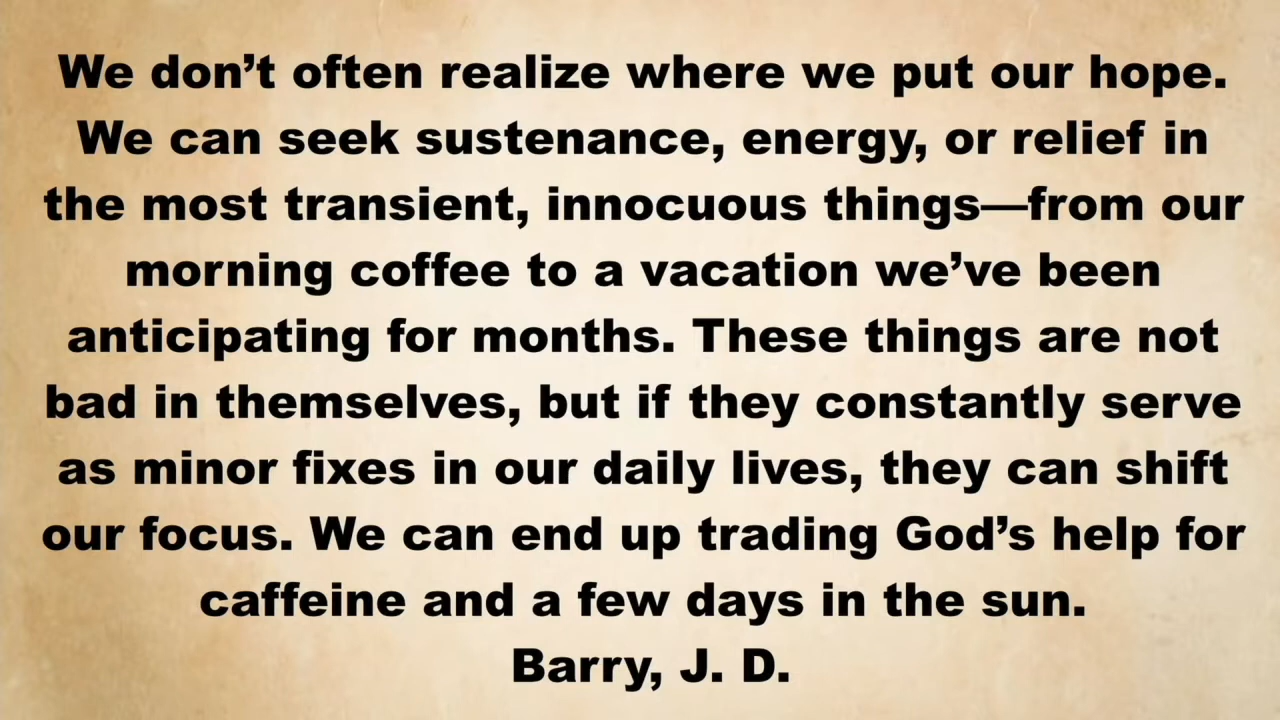 We don’t often realize where we put our hope.
We can seek sustenance, energy, or relief in
the most transient, innocuous things—from our
morning coffee to a vacation we’ve been
anticipating for months. These things are not
bad in themselves, but if they constantly serve
as minor fixes in our daily lives, they can shift
our focus. We can end up trading God’s help for
caffeine and a few days in the sun.
Barry, J. D.